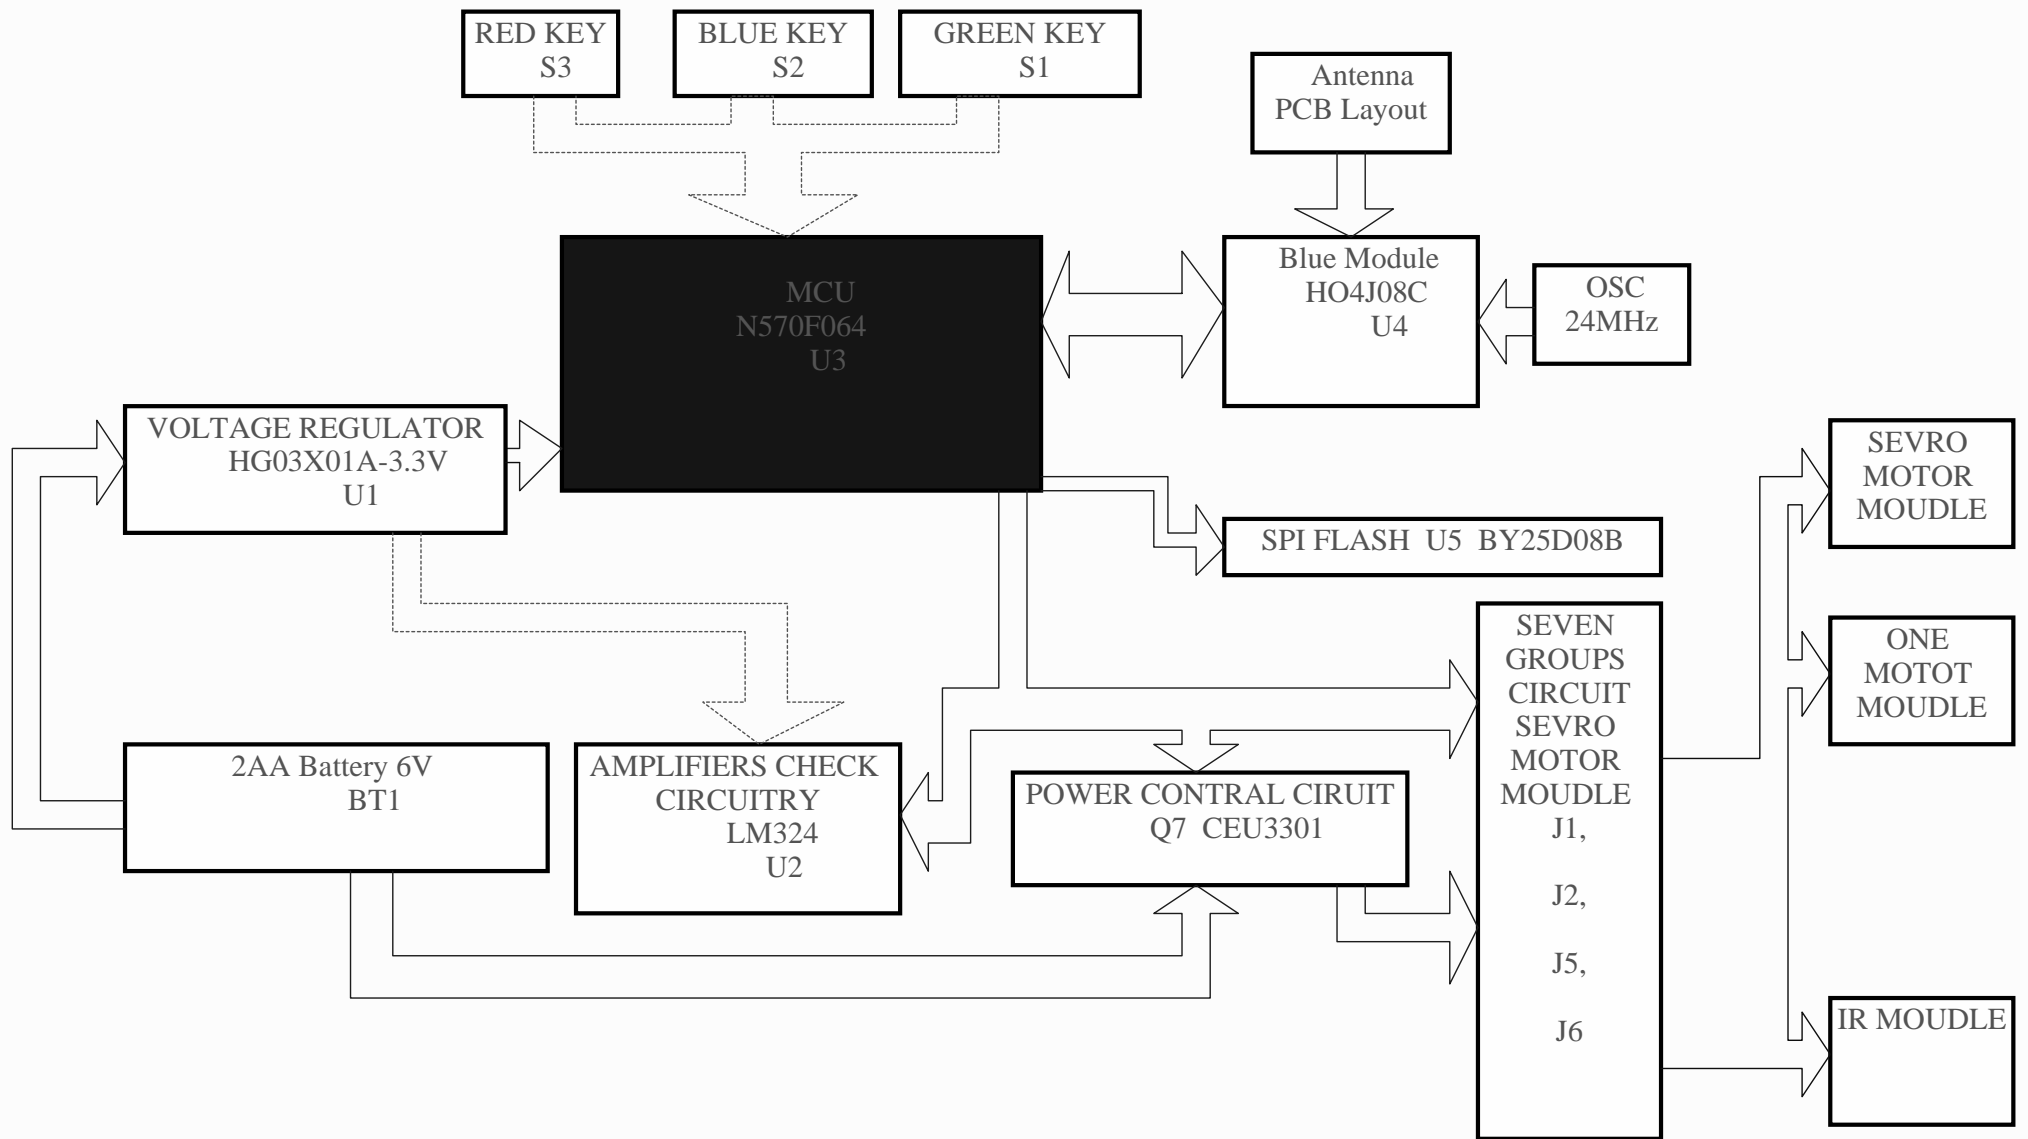 RED KEY
S3
BLUE KEY
S2
GREEN KEY
S1
Antenna
PCB Layout
MCU
N570F064
U3
Blue Module
HO4J08C
U4
OSC
24MHz
VOLTAGE REGULATOR
HG03X01A-3.3V
U1
SEVRO
MOTOR
MOUDLE
SPI FLASH U5 BY25D08B
SEVEN
GROUPS
CIRCUIT
SEVRO
MOTOR
MOUDLE
J1,
J2,
J5,
J6
ONE
MOTOT
MOUDLE
2AA Battery 6V
BT1
AMPLIFIERS CHECK
CIRCUITRY
LM324
U2
POWER CONTRAL CIRUIT
Q7 CEU3301
IR MOUDLE